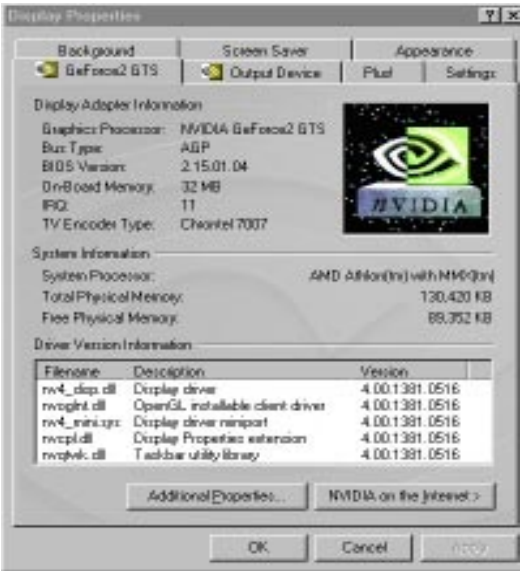 Display Properties
Background Screen Saver Appearance
GeForce2 GTS Output Device Plus! Settings
Display Adapter Information
Graphics Processor: NVIDIA GeForce2 GTS
Bus Type: AGP
BIOS Version: 2.15.01.04
On-Board Memory: 32 MB
IRQ: 11
TV Encoder Type: Chrontel 7007
nVIDIA
System Information
System Processor: AMD Athlon(tm) with MMX(tm)
Total Physical Memory: 130,420 KB
Free Physical Memory: 89,352 KB
Driver Version Information
Filename Description Version
nv4_disp.dll Display driver 4.00.1381.0516
nvoglnt.dll OpenGL installable client driver 4.00.1381.0516
nv4_mini.sys Display driver miniport 4.00.1381.0516
nvcpl.dll Display Properties extension 4.00.1381.0516
nvqtwk.dll Taskbar utility library 4.00.1381.0516
Additional Properties... NVIDIA on the Internet >
OK Cancel Apply